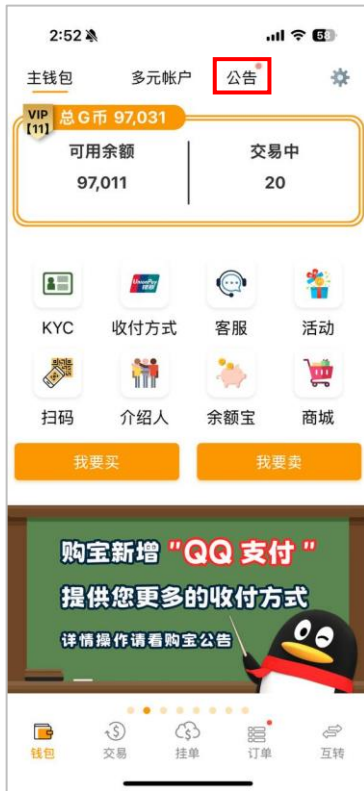 2:52
53
主钱包 多元帐户 公告
VIP
【11】
总G币 97,031
可用余额 交易中
97,011 20
UnionPay
银联
KYC 收付方式 客服 活动
扫码 介绍人 余额宝 商城
我要买 我要卖
购宝新增 "QQ 支付 "
提供您更多的收付方式
详情操作请看购宝公告
钱包 交易 挂单 订单 互转